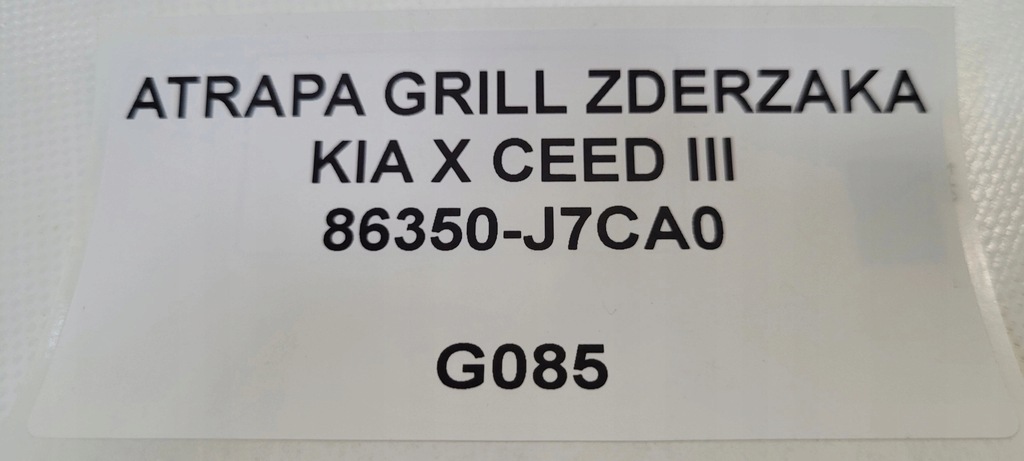 ATRAPA GRILL ZDERZAKA
KIA X CEED III
86350-J7CA0
G085